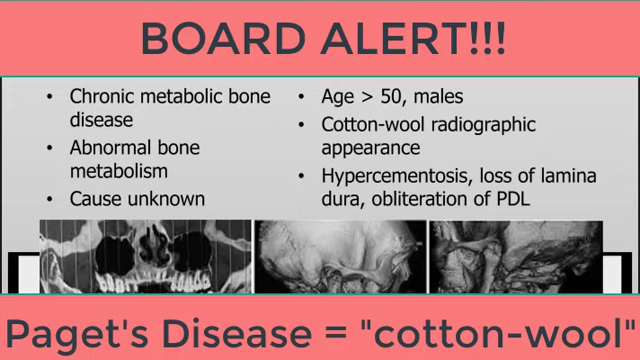 BOARD ALERT!!!
• Chronic metabolic bone
disease
• Abnormal bone
metabolism
• Cause unknown
• Age > 50, males
• Cotton-wool radiographic
appearance
• Hypercementosis, loss of lamina
dura, obliteration of PDL
Paget's Disease = "cotton-wool"